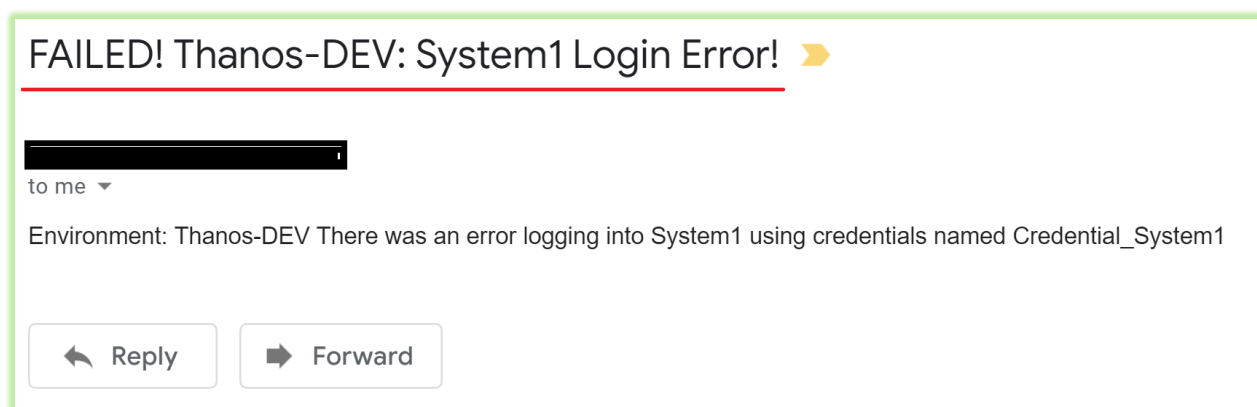 FAILED! Thanos-DEV: System1 Login Error!
to me
Environment: Thanos-DEV There was an error logging into System1 using credentials named Credential_System1
Reply
Forward